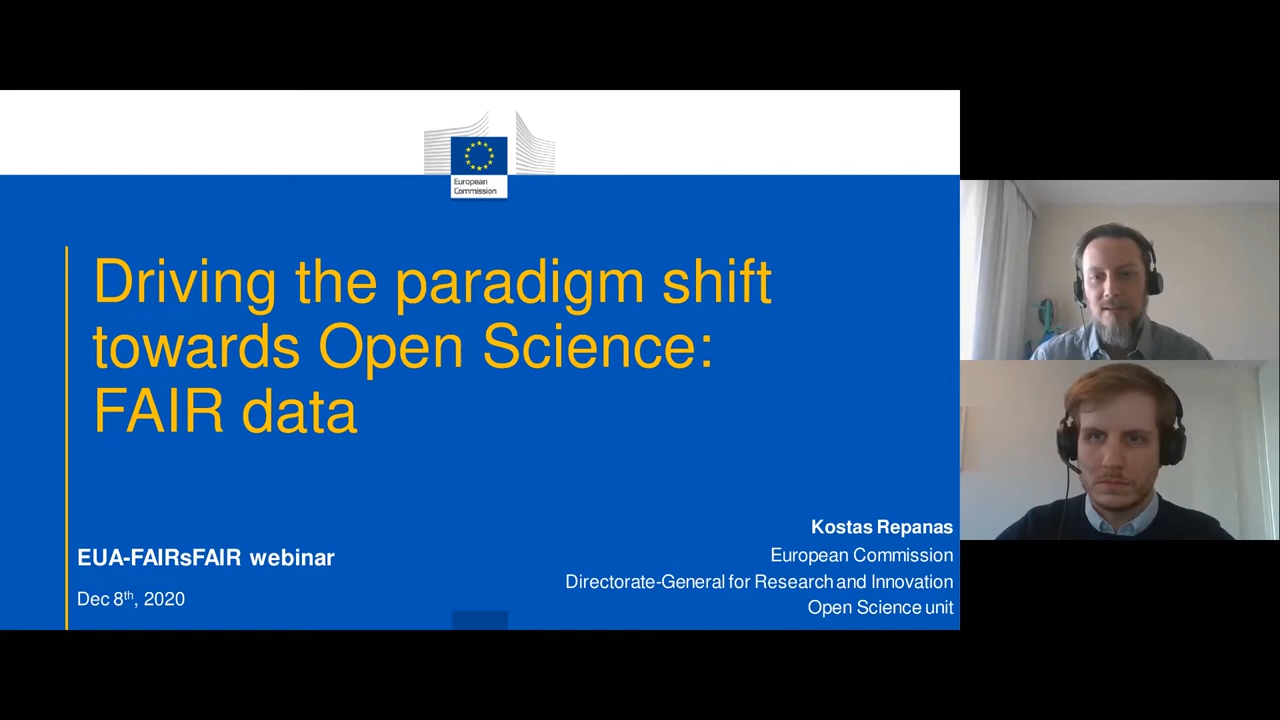 European
Commission
Driving the paradigm shift
towards Open Science:
FAIR data
EUA-FAIRsFAIR webinar
Dec 8th, 2020
Kostas Repanas
European Commission
Directorate-General for Research and Innovation
Open Science unit